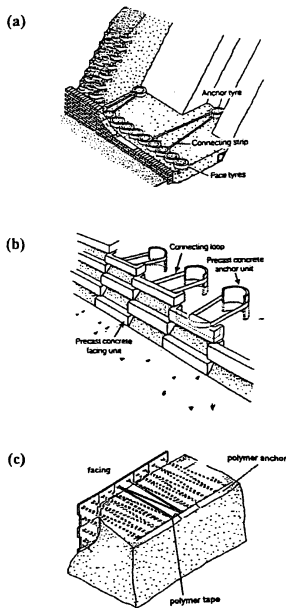 (a)
Anchor tyre
Connecting strip
Face tyres
(b)
Connecting loop
Precast concrete
anchor unit
Precast concrete
facing unit
(c)
facing
polymer anchor
polymer tape